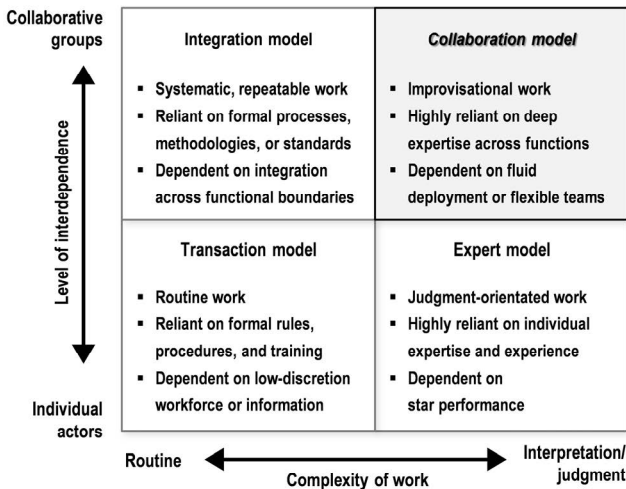 Collaborative
groups
Level of interdependence
Individual
actors
Integration model
▪ Systematic, repeatable work
▪ Reliant on formal processes,
methodologies, or standards
▪ Dependent on integration
across functional boundaries
Collaboration model
▪ Improvisational work
▪ Highly reliant on deep
expertise across functions
▪ Dependent on fluid
deployment or flexible teams
Transaction model
▪ Routine work
▪ Reliant on formal rules,
procedures, and training
▪ Dependent on low-discretion
workforce or information
Expert model
▪ Judgment-orientated work
▪ Highly reliant on individual
expertise and experience
▪ Dependent on
star performance
Routine
Complexity of work
Interpretation/
judgment